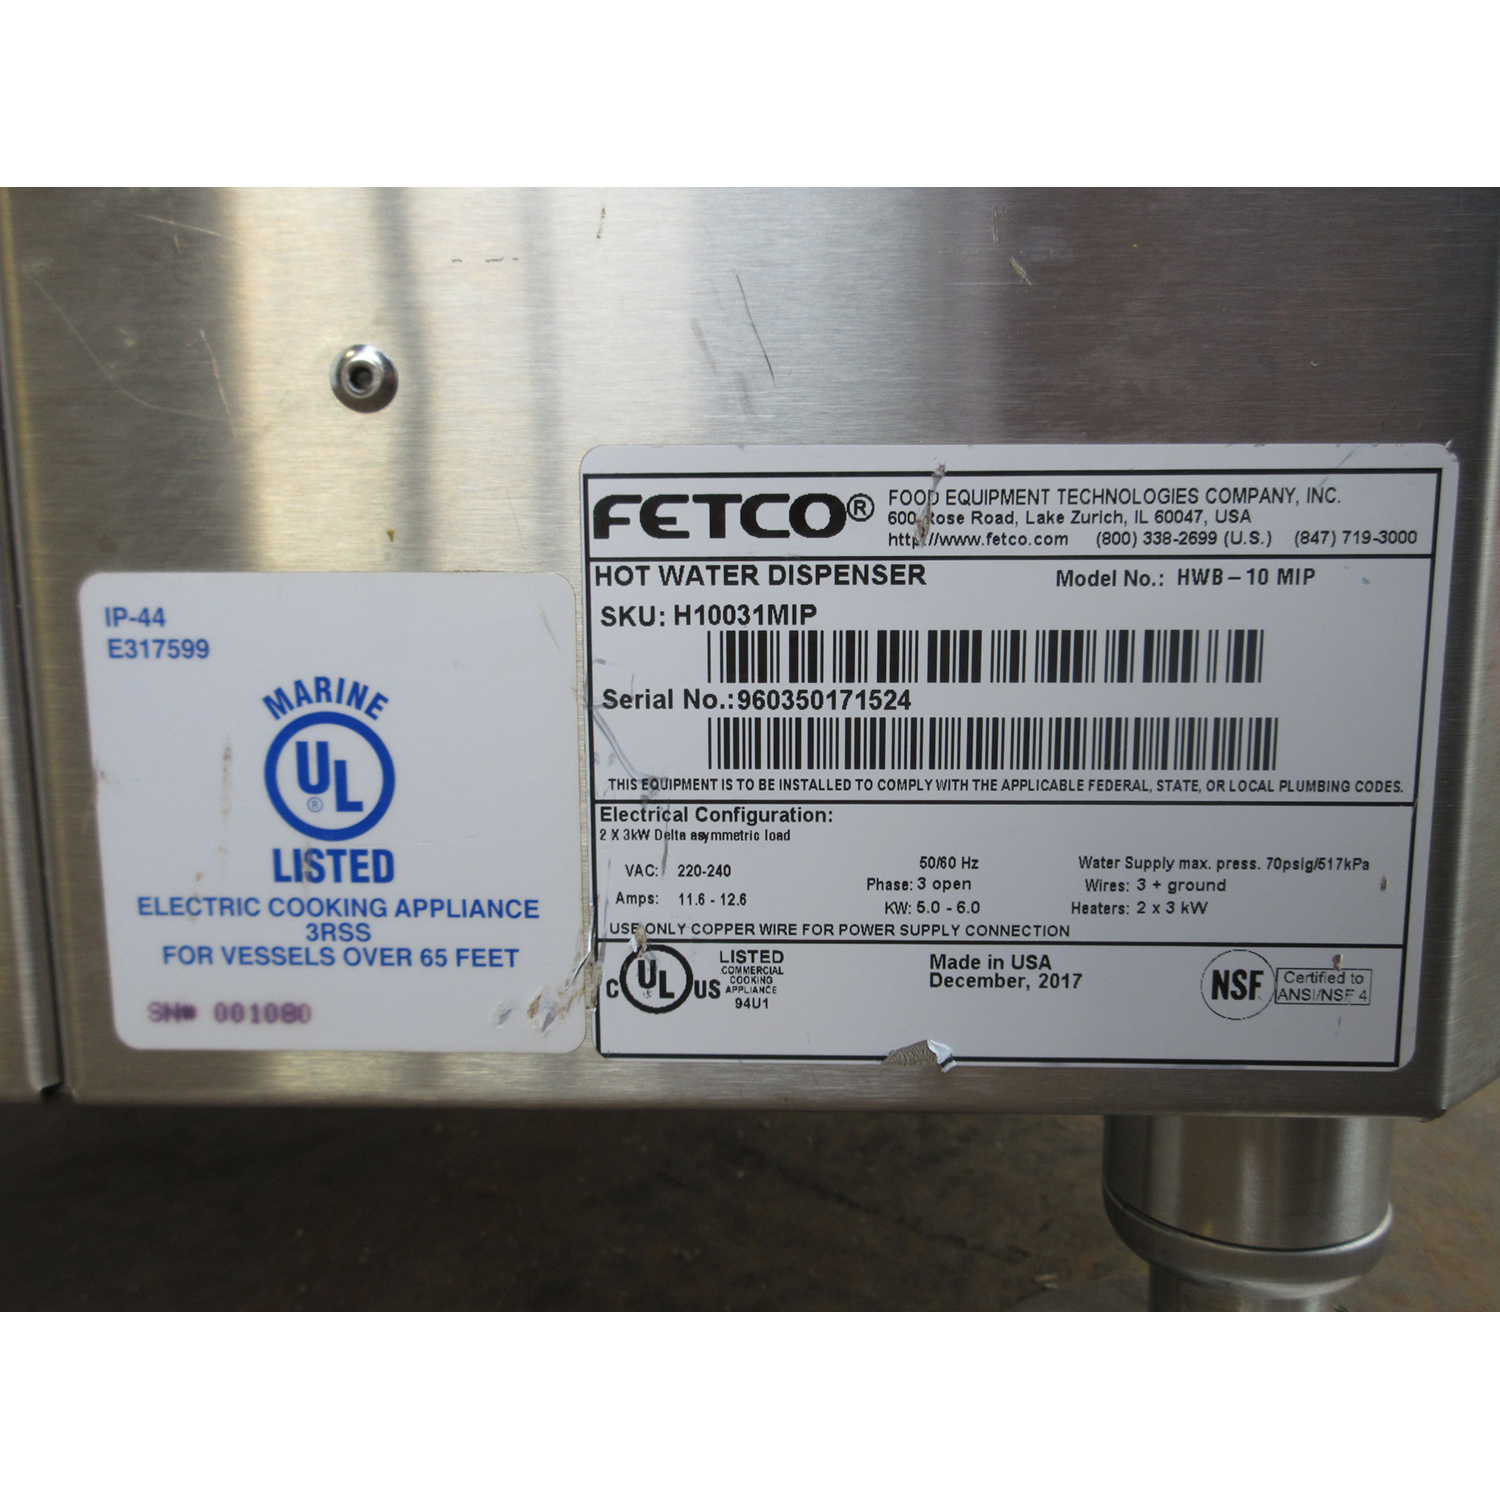 IP-44
E317599
MARINE
UL
®
LISTED
ELECTRIC COOKING APPLIANCE
3RSS
FOR VESSELS OVER 65 FEET
SN# 001080
FETCO®
FOOD EQUIPMENT TECHNOLOGIES COMPANY, INC.
600 Rose Road, Lake Zurich, IL 60047, USA
http://www.fetco.com (800) 338-2699 (U.S.) (847) 719-3000
HOT WATER DISPENSER Model No.: HWB-10 MIP
SKU: H10031MIP
Serial No.:960350171524
THIS EQUIPMENT IS TO BE INSTALLED TO COMPLY WITH THE APPLICABLE FEDERAL, STATE, OR LOCAL PLUMBING CODES.
Electrical Configuration:
2 X 3kW Delta asymmetric load
VAC: 220-240 50/60 Hz Water Supply max. press. 70psig/517kPa
Phase: 3 open Wires: 3 + ground
Amps: 11.6 - 12.6 KW: 5.0 - 6.0 Heaters: 2 x 3 kW
USE ONLY COPPER WIRE FOR POWER SUPPLY CONNECTION
C UL US
LISTED
COMMERCIAL
COOKING
APPLIANCE
94U1
Made in USA
December, 2017
NSF
Certified to
ANSI/NSF 4